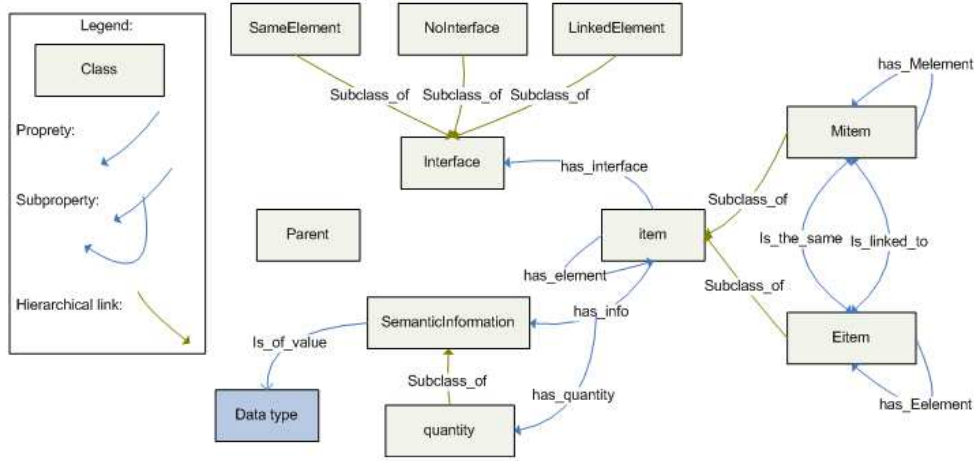 Legend:
Class
Proprety:
Subproperty:
Hierarchical link:
SameElement
NoInterface
LinkedElement
Subclass_of
Subclass_of
Subclass_of
Interface
has_interface
Parent
item
has_element
has_info
SemanticInformation
Is_of_value
Subclass_of
has_quantity
Data type
quantity
has_Melement
Mitem
Subclass_of
Is_the_same
Is_linked_to
Subclass_of
Eitem
has_Eelement